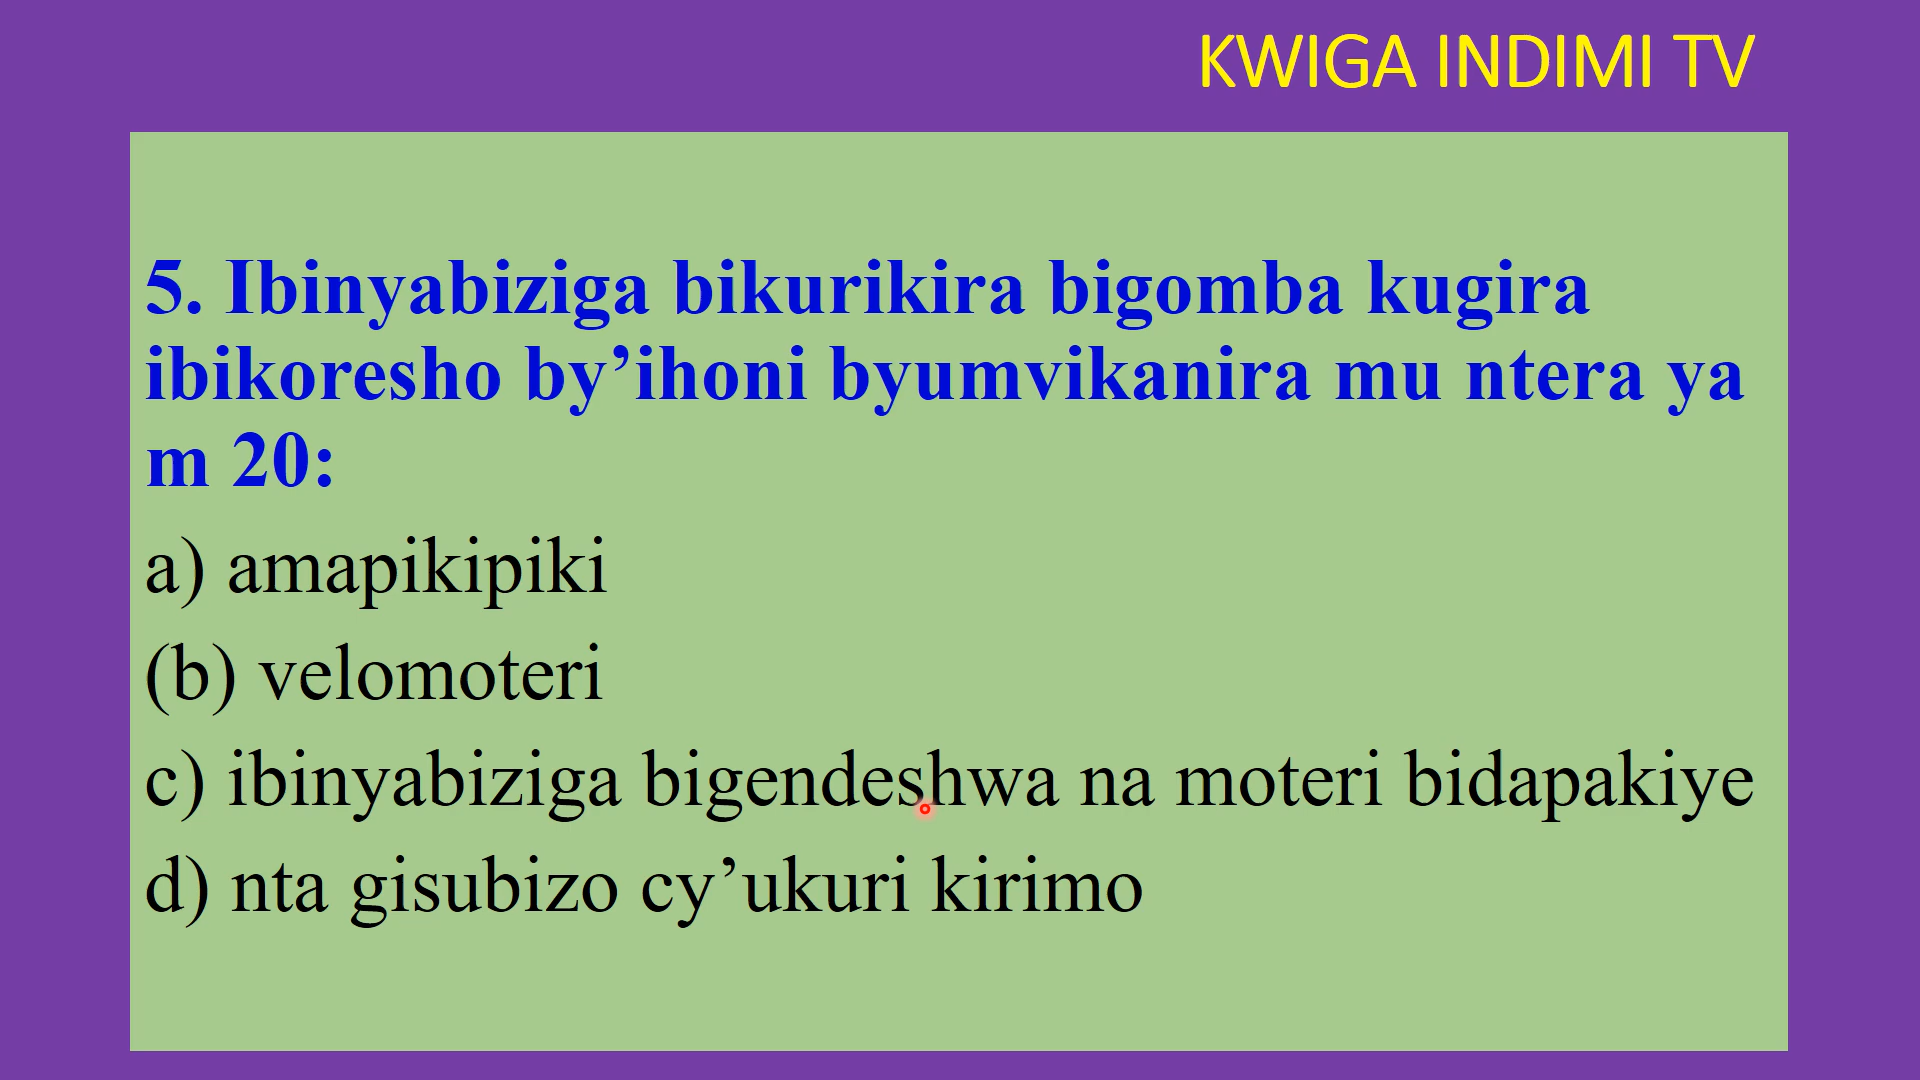 KWIGA INDIMI TV
5. Ibinyabiziga bikurikira bigomba kugira
ibikoresho by’ihoni byumvikanira mu ntera ya
m 20:
a) amapikipiki
(b) velomoteri
c) ibinyabiziga bigendeshwa na moteri bidapakiye
d) nta gisubizo cy’ukuri kirimo